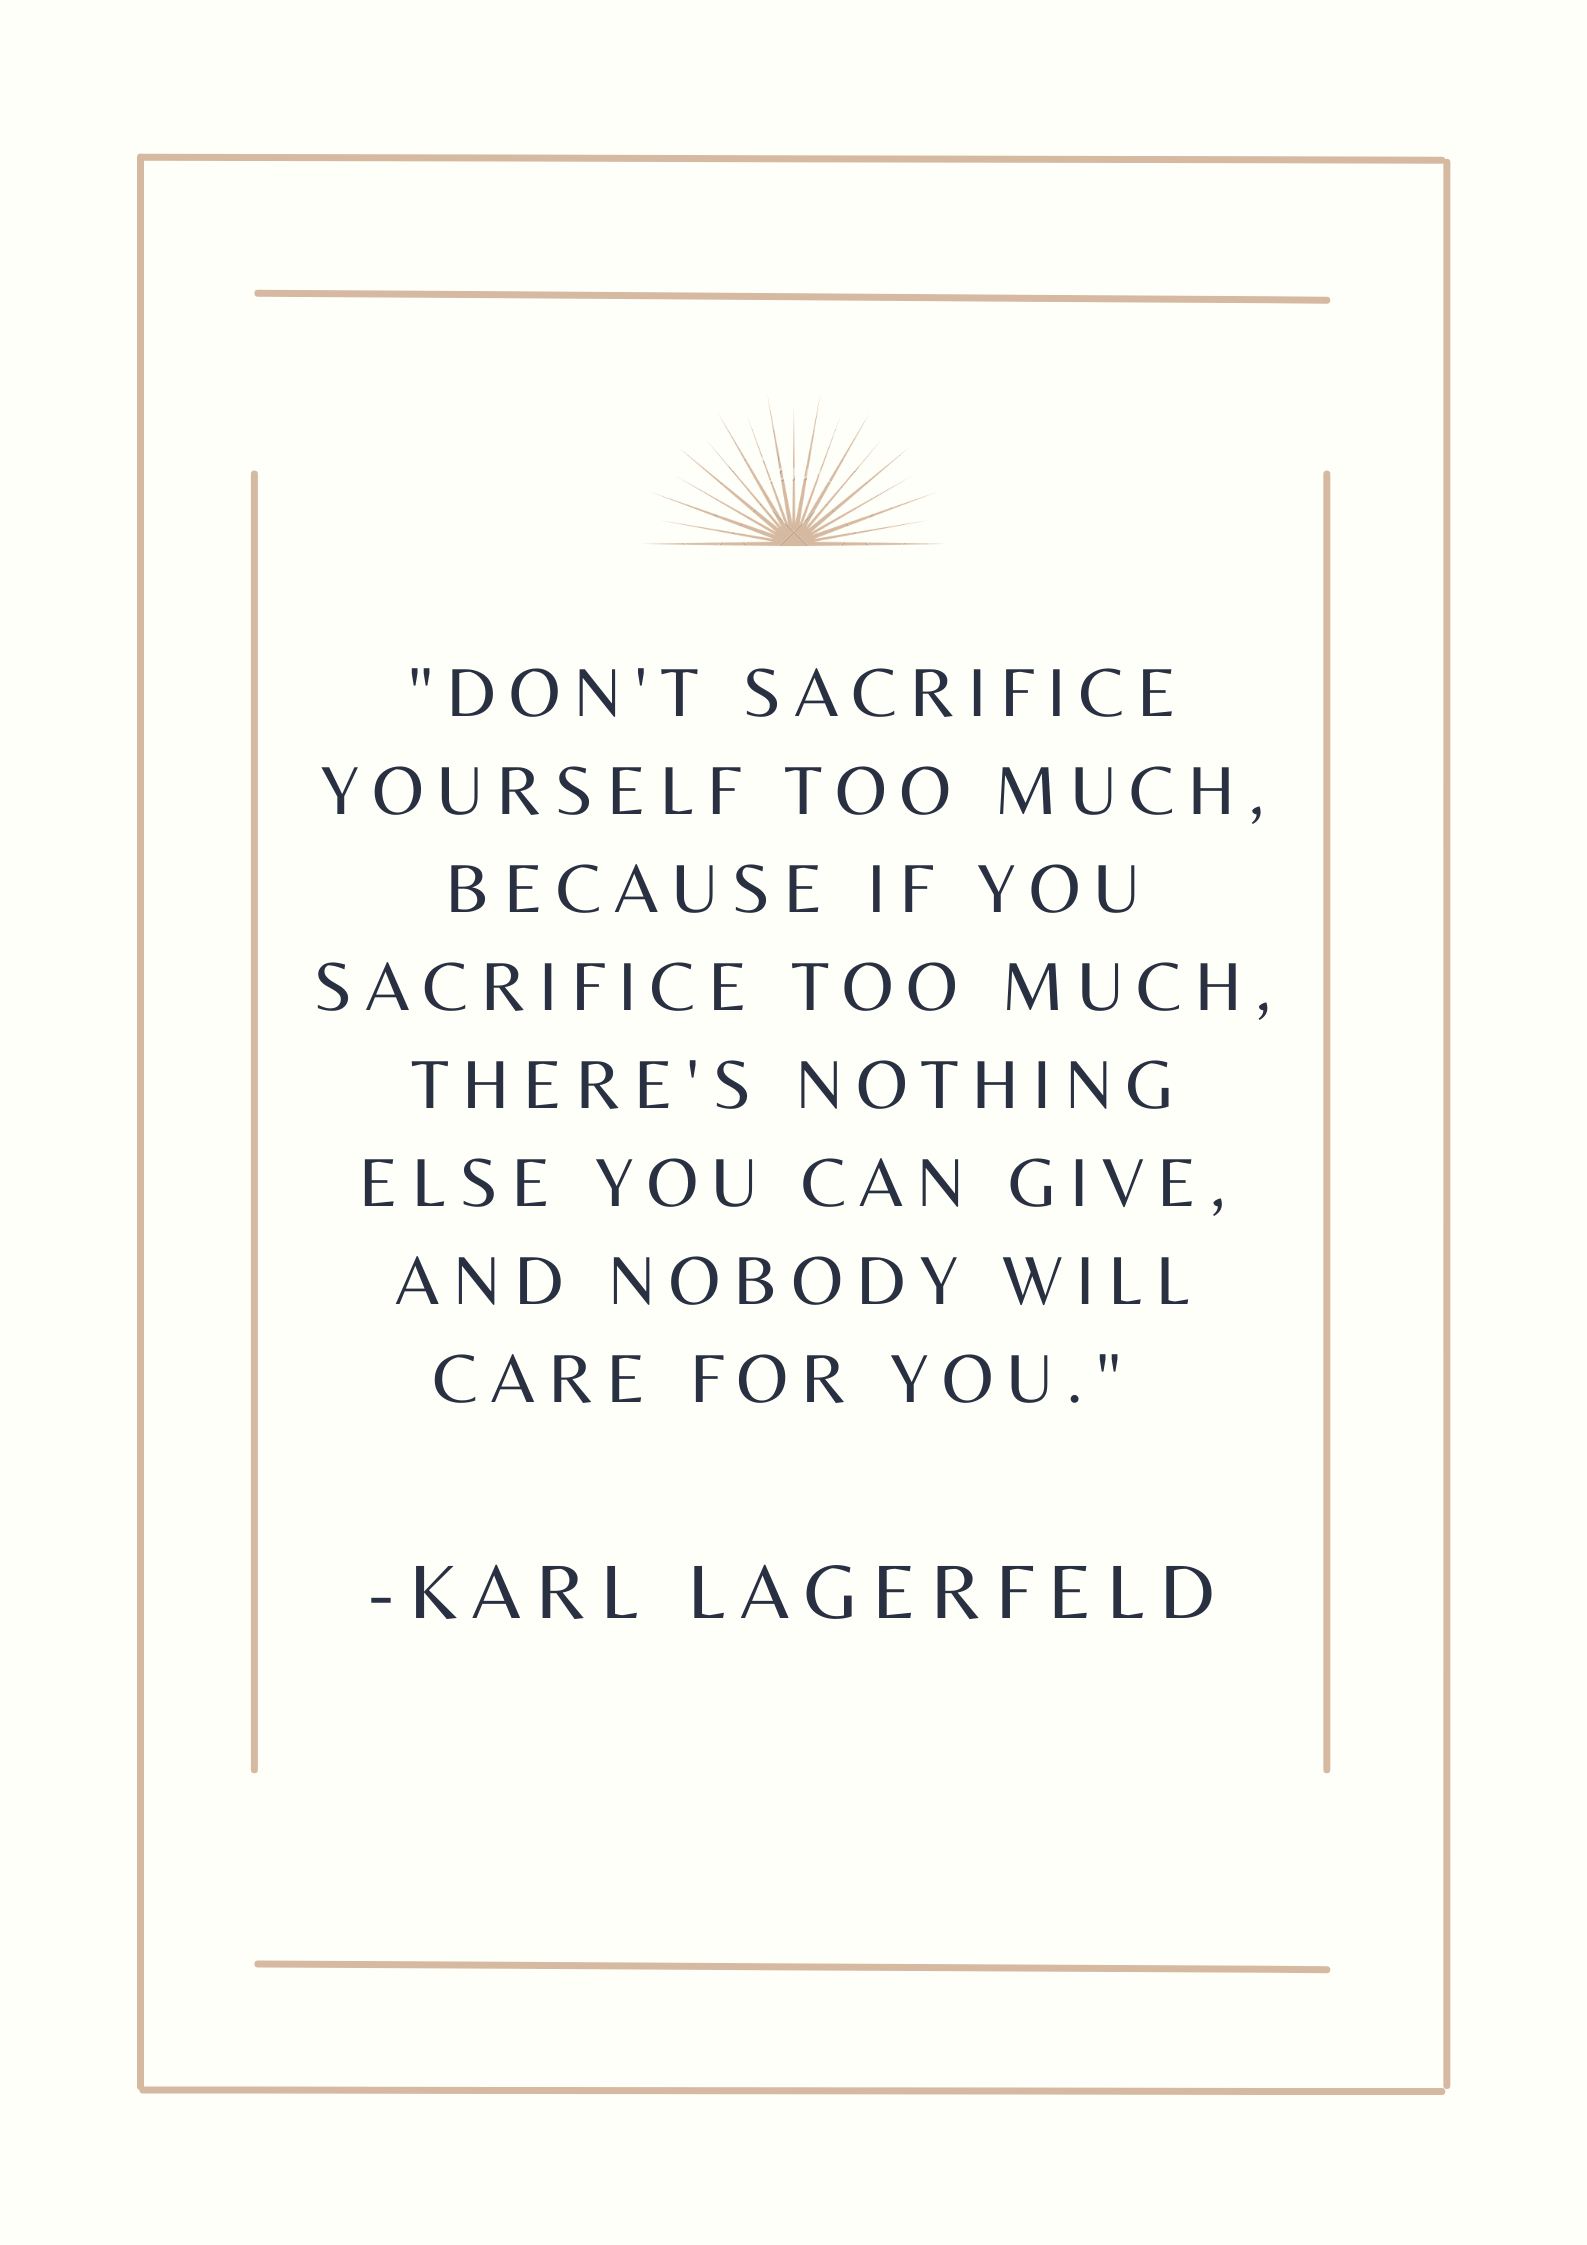 "DON'T SACRIFICE
YOURSELF TOO MUCH,
BECAUSE IF YOU
SACRIFICE TOO MUCH,
THERE'S NOTHING
ELSE YOU CAN GIVE,
AND NOBODY WILL
CARE FOR YOU."
-KARL LAGERFELD